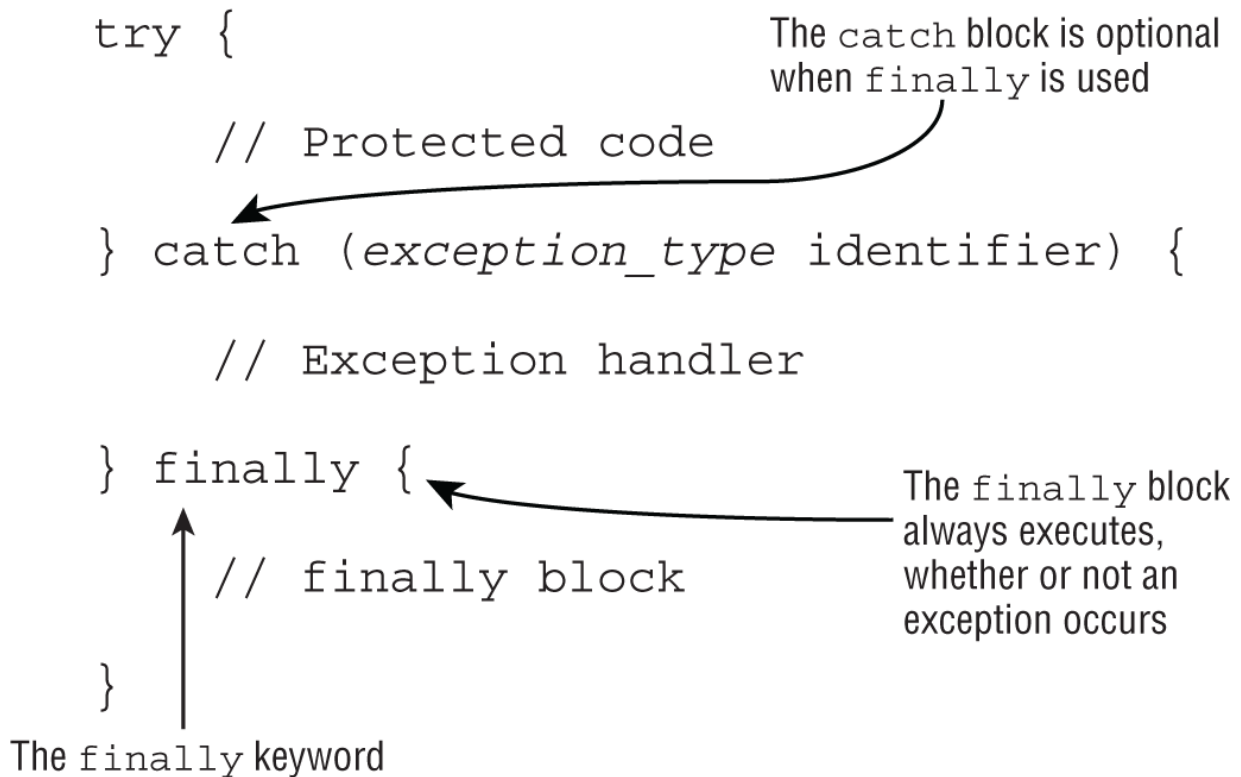 try {
The catch block is optional
when finally is used
// Protected code
} catch (exception_type identifier) {
// Exception handler
} finally {
The finally block
always executes,
whether or not an
exception occurs
// finally block
}
The finally keyword